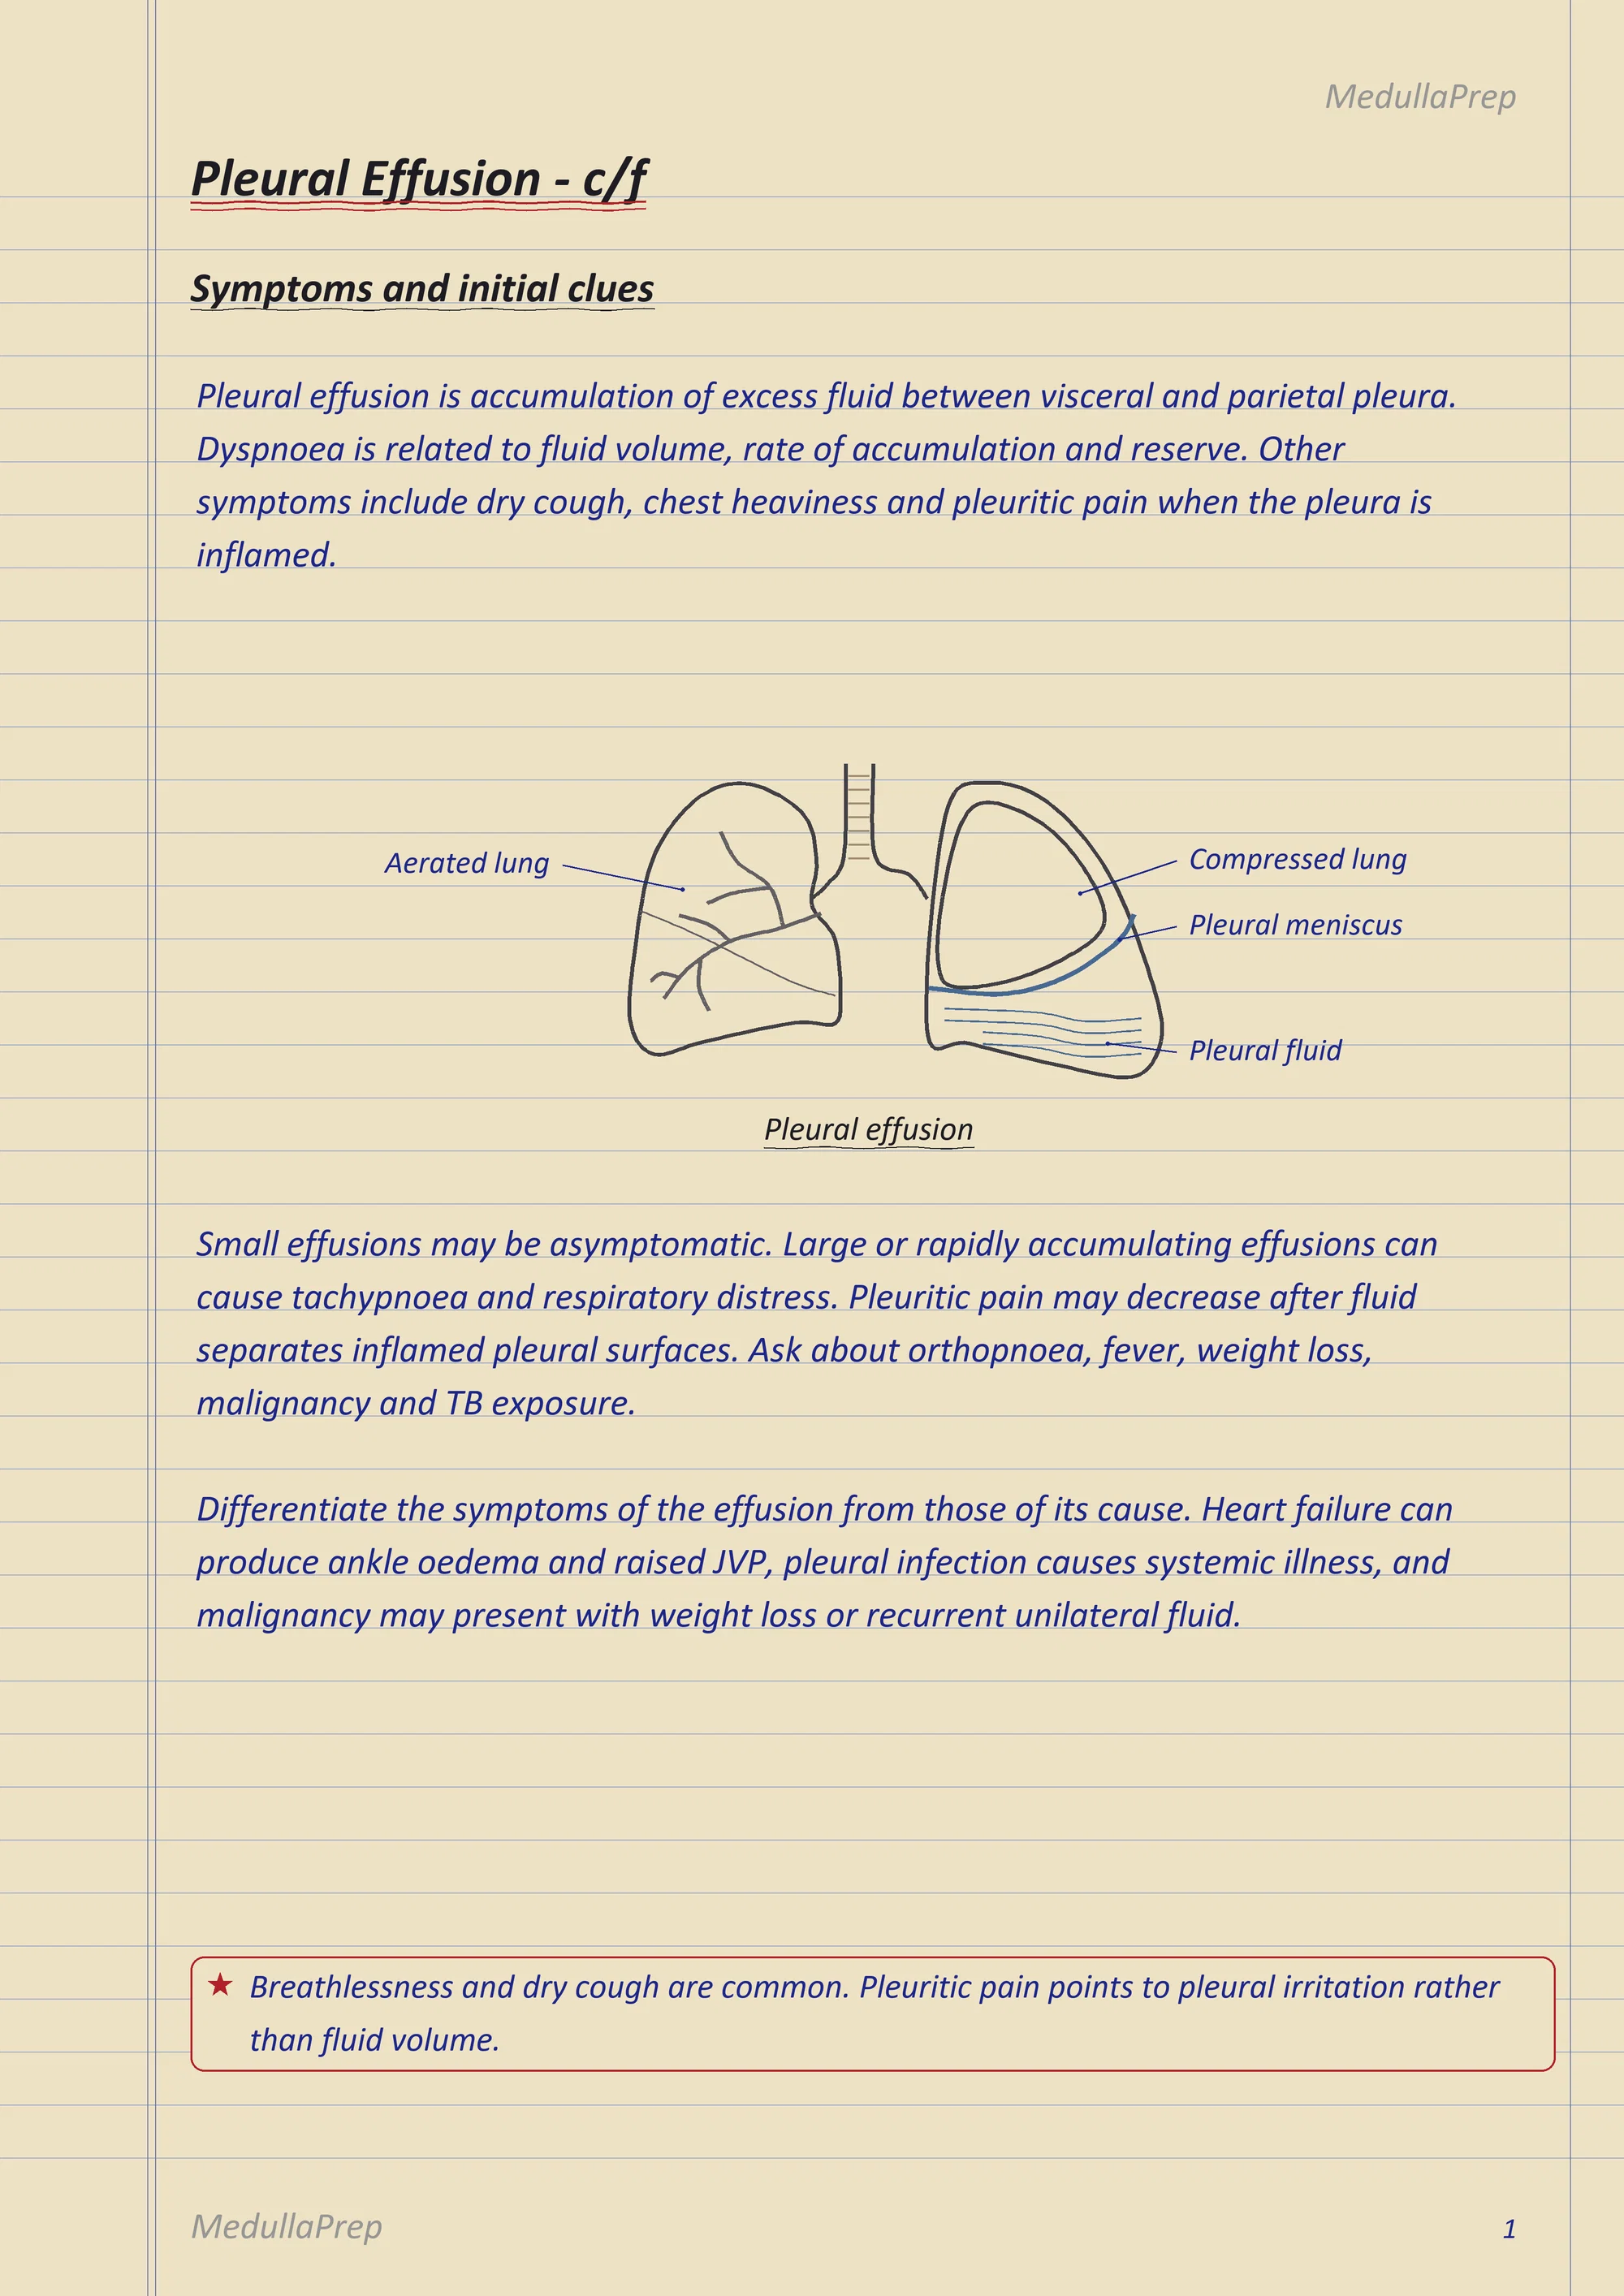 MedullaPrep
Pleural Effusion - c/f
Symptoms and initial clues
Pleural effusion is accumulation of excess fluid between visceral and parietal pleura.
Dyspnoea is related to fluid volume, rate of accumulation and reserve. Other
symptoms include dry cough, chest heaviness and pleuritic pain when the pleura is
inflamed.
Aerated lung
Compressed lung
Pleural meniscus
Pleural fluid
Pleural effusion
Small effusions may be asymptomatic. Large or rapidly accumulating effusions can
cause tachypnoea and respiratory distress. Pleuritic pain may decrease after fluid
separates inflamed pleural surfaces. Ask about orthopnoea, fever, weight loss,
malignancy and TB exposure.
Differentiate the symptoms of the effusion from those of its cause. Heart failure can
produce ankle oedema and raised JVP, pleural infection causes systemic illness, and
malignancy may present with weight loss or recurrent unilateral fluid.
★ Breathlessness and dry cough are common. Pleuritic pain points to pleural irritation rather
than fluid volume.
MedullaPrep
1